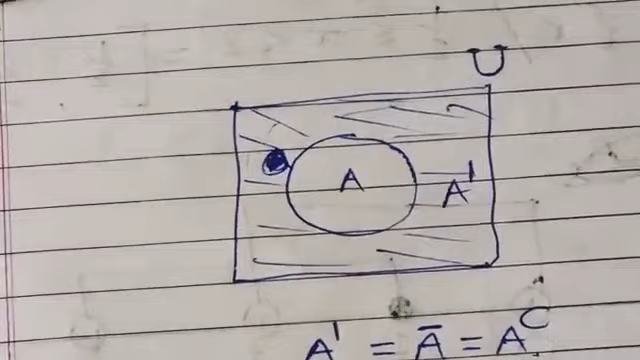 U
A
A'
A' = Ā = A^C